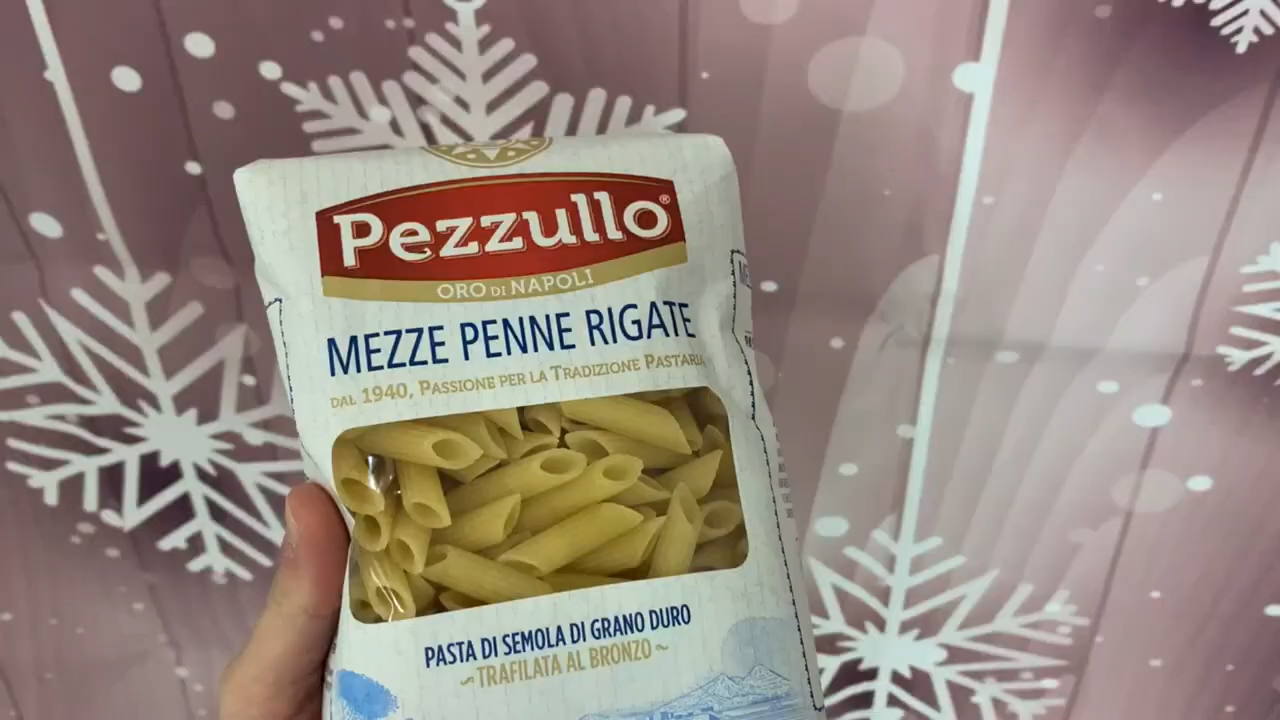 Pezzullo®
ORO DI NAPOLI
MEZZE PENNE RIGATE
DAL 1940, PASSIONE PER LA TRADIZIONE PASTARIA
PASTA DI SEMOLA DI GRANO DURO
~TRAFILATA AL BRONZO~